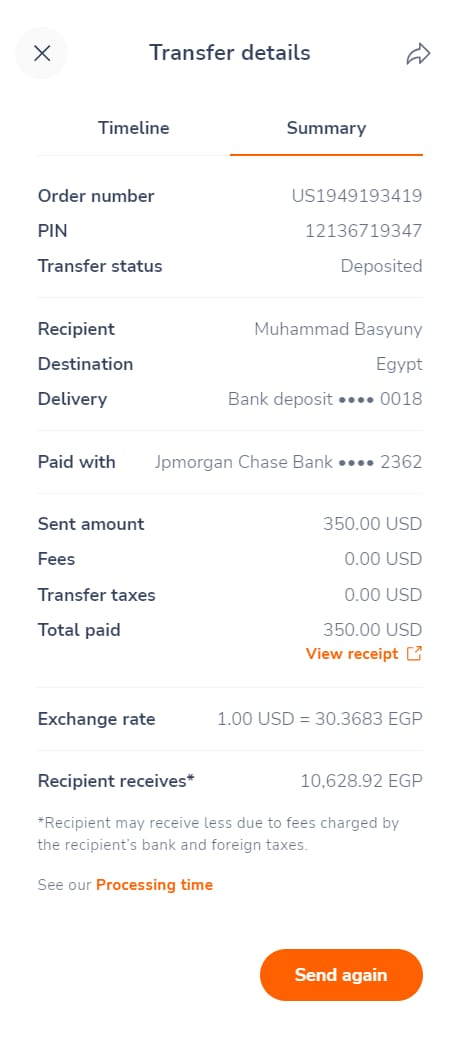 Transfer details
Timeline Summary
Order number US1949193419
PIN 12136719347
Transfer status Deposited
Recipient Muhammad Basyuny
Destination Egypt
Delivery Bank deposit •••• 0018
Paid with Jpmorgan Chase Bank •••• 2362
Sent amount 350.00 USD
Fees 0.00 USD
Transfer taxes 0.00 USD
Total paid 350.00 USD
View receipt
Exchange rate 1.00 USD = 30.3683 EGP
Recipient receives* 10,628.92 EGP
*Recipient may receive less due to fees charged by
the recipient's bank and foreign taxes.
See our Processing time
Send again